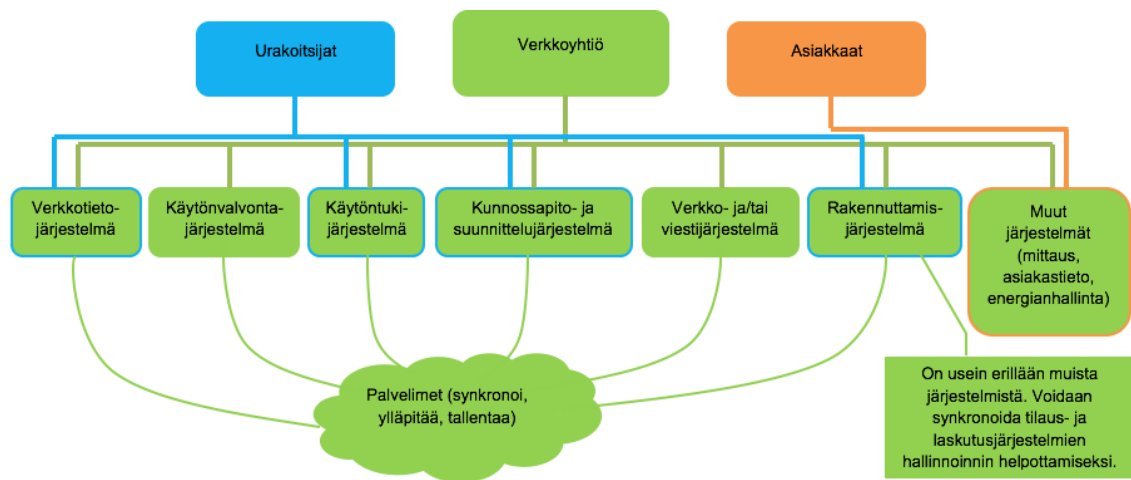 Urakoitsijat
Verkkoyhtiö
Asiakkaat
Verkkotieto-
järjestelmä
Käytönvalvonta-
järjestelmä
Käytöntuki-
järjestelmä
Kunnossapito- ja
suunnittelujärjestelmä
Verkko- ja/tai
viestijärjestelmä
Rakennuttamis-
järjestelmä
Muut
järjestelmät
(mittaus,
asiakastieto,
energianhallinta)
Palvelimet (synkronoi,
ylläpitää, tallentaa)
On usein erillään muista
järjestelmistä. Voidaan
synkronoida tilaus- ja
laskutusjärjestelmien
hallinnoinnin helpottamiseksi.